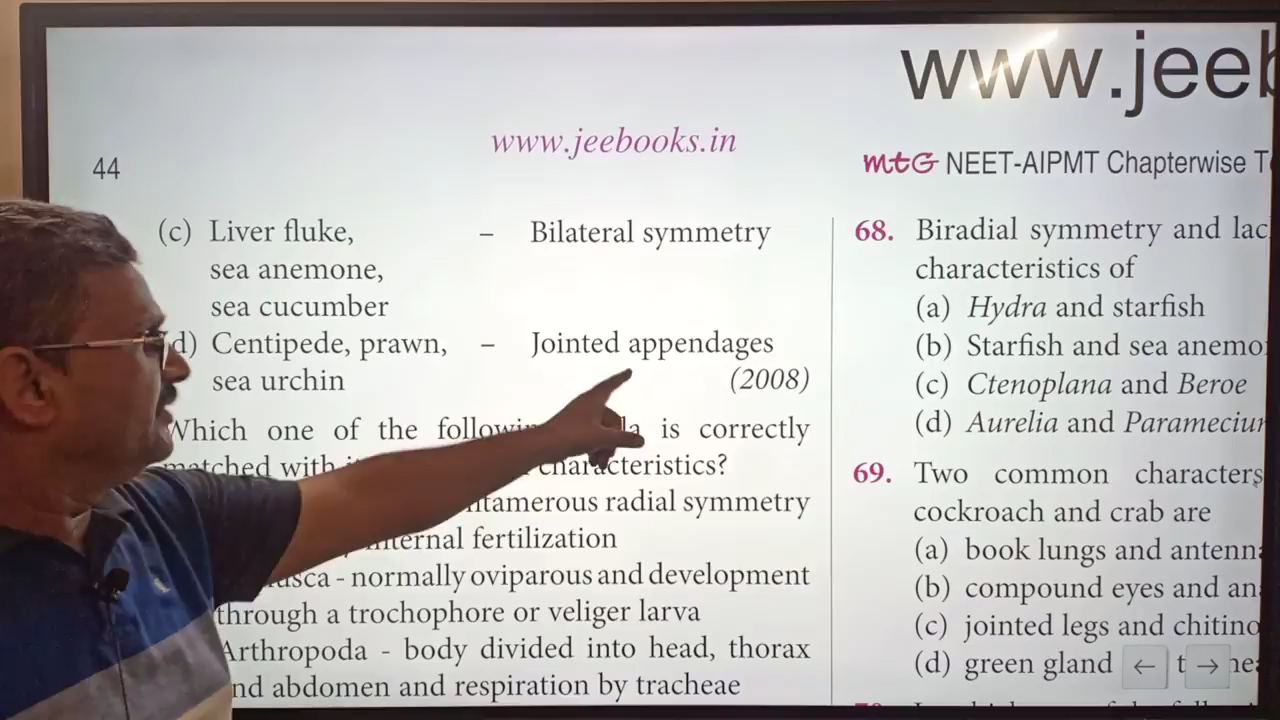 www.jeeb
www.jeebooks.in
44
mtG NEET-AIPMT Chapterwise T
(c) Liver fluke, – Bilateral symmetry
sea anemone,
sea cucumber
d) Centipede, prawn, – Jointed appendages
sea urchin (2008)
Which one of the is correctly
matched with characteristics?
radial symmetry
internal fertilization
- normally oviparous and development
through a trochophore or veliger larva
Arthropoda - body divided into head, thorax
nd abdomen and respiration by tracheae
68. Biradial symmetry and lac
characteristics of
(a) Hydra and starfish
(b) Starfish and sea anemo
(c) Ctenoplana and Beroe
(d) Aurelia and Parameciu
69. Two common characters
cockroach and crab are
(a) book lungs and antenn
(b) compound eyes and an
(c) jointed legs and chitino
(d) green gland